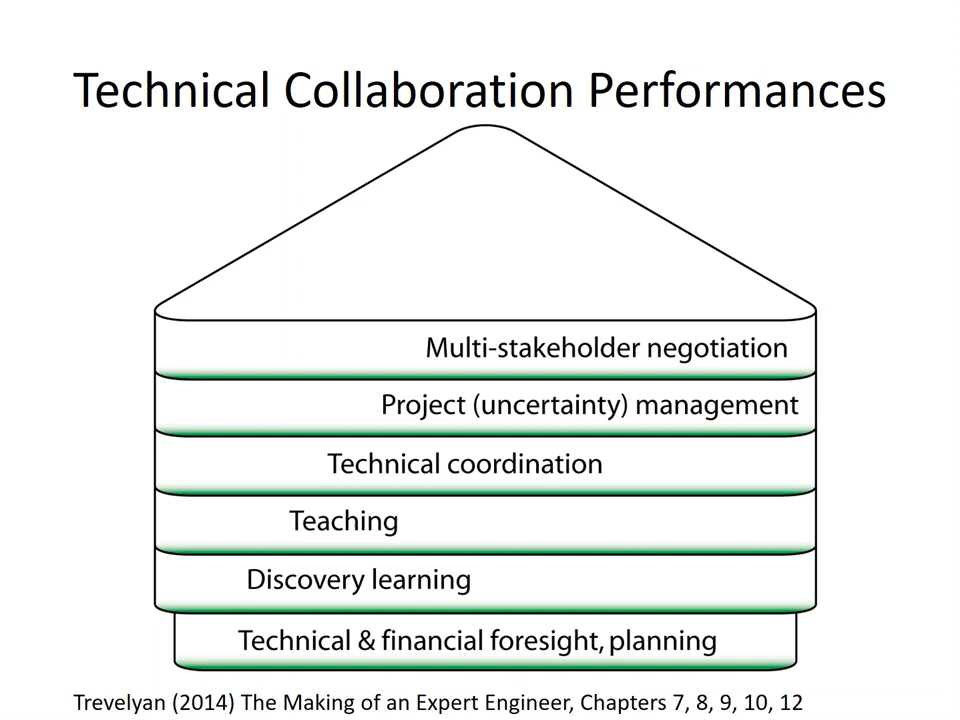 Technical Collaboration Performances
Multi-stakeholder negotiation
Project (uncertainty) management
Technical coordination
Teaching
Discovery learning
Technical & financial foresight, planning
Trevelyan (2014) The Making of an Expert Engineer, Chapters 7, 8, 9, 10, 12